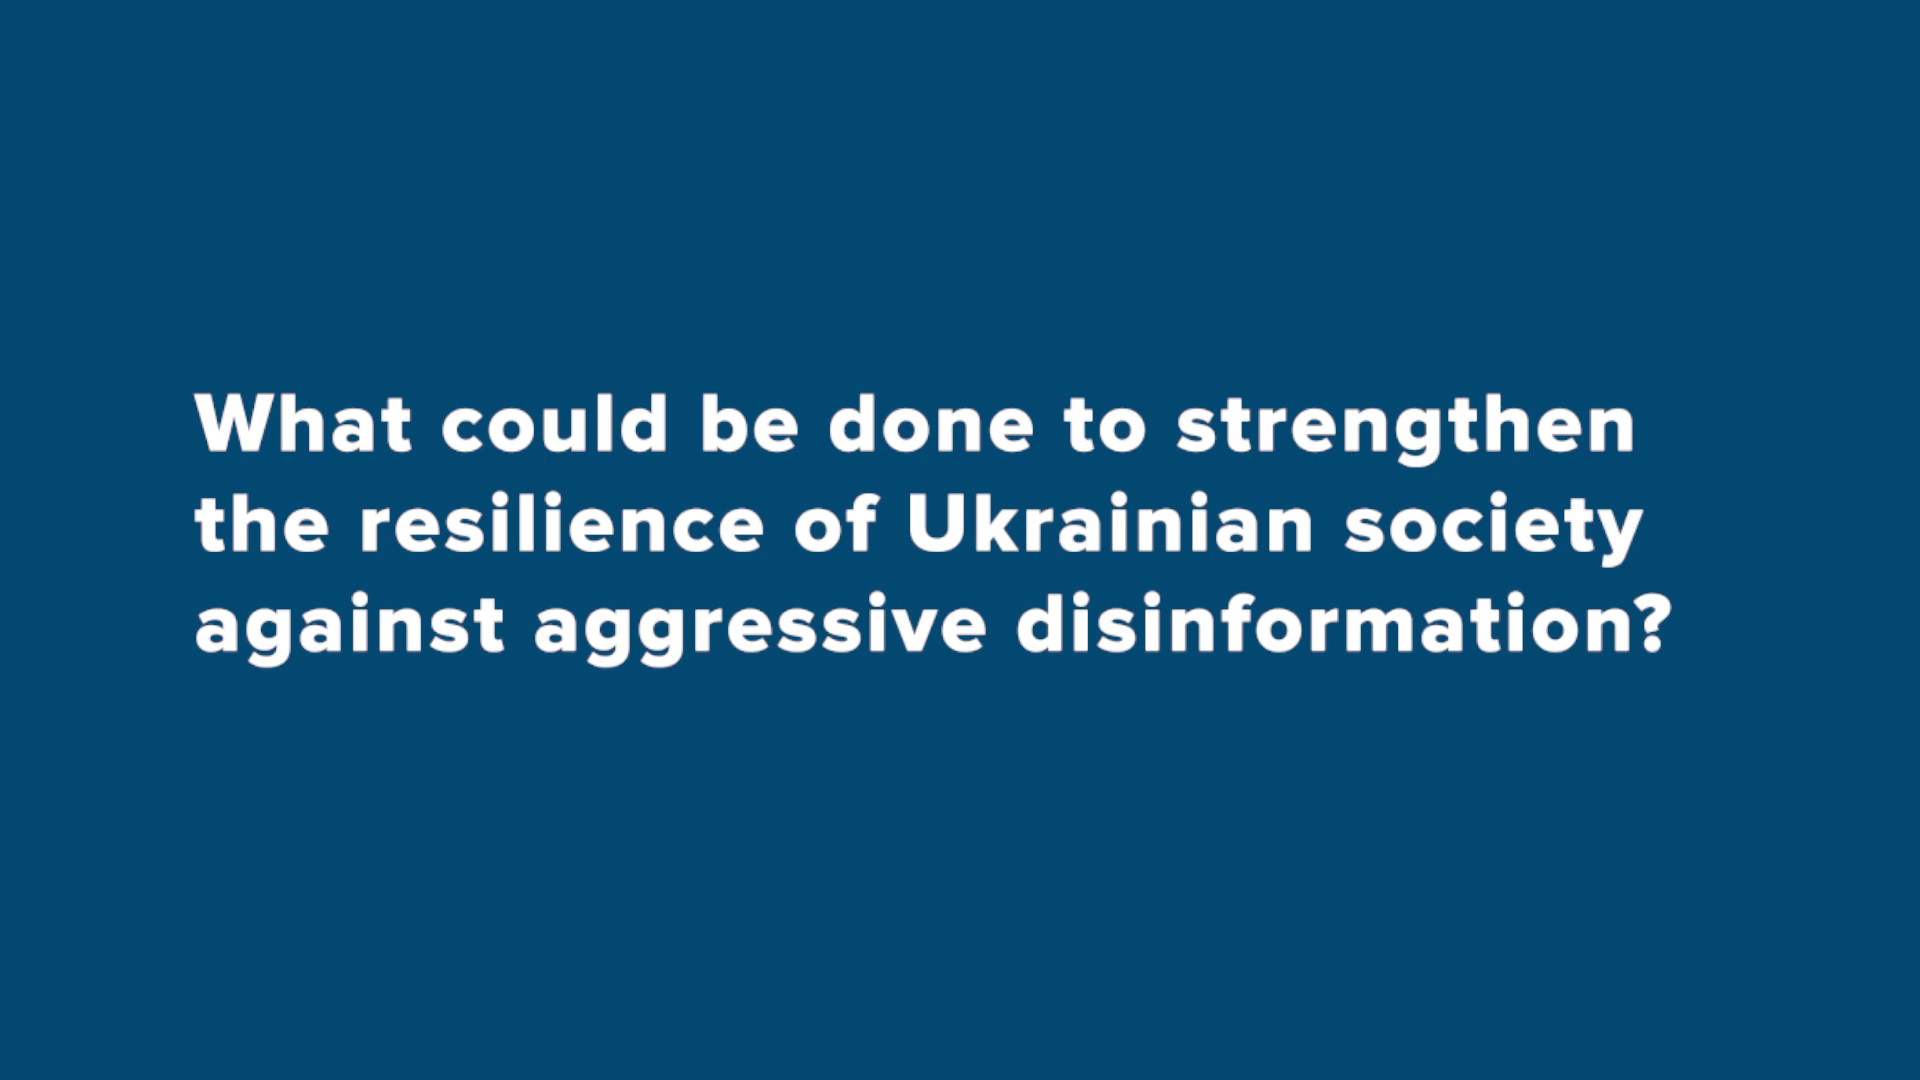 What could be done to strengthen
the resilience of Ukrainian society
against aggressive disinformation?